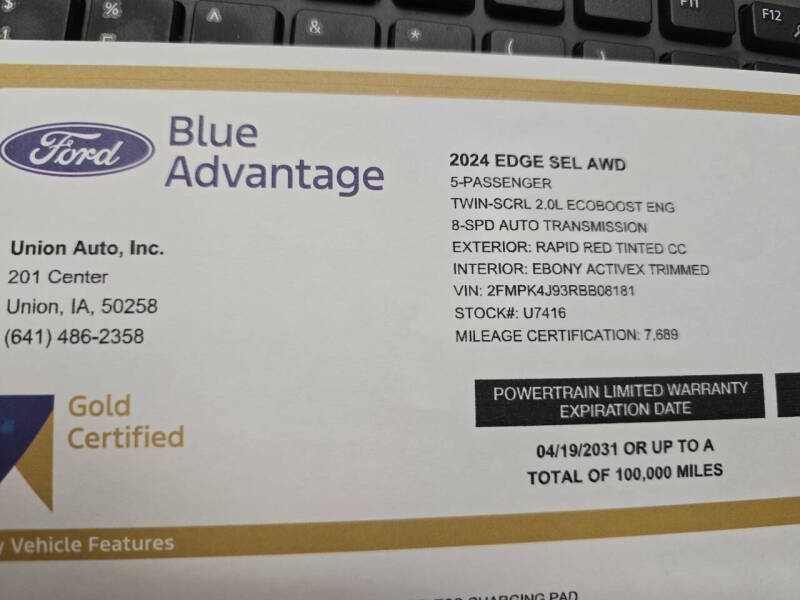 $
%
&
*
(
F11
F12
Ford
Blue
Advantage
Union Auto, Inc.
201 Center
Union, IA, 50258
(641) 486-2358
Gold
Certified
2024 EDGE SEL AWD
5-PASSENGER
TWIN-SCRL 2.0L ECOBOOST ENG
8-SPD AUTO TRANSMISSION
EXTERIOR: RAPID RED TINTED CC
INTERIOR: EBONY ACTIVEX TRIMMED
VIN: 2FMPK4J93RBB08181
STOCK#: U7416
MILEAGE CERTIFICATION: 7,689
POWERTRAIN LIMITED WARRANTY
EXPIRATION DATE
04/19/2031 OR UP TO A
TOTAL OF 100,000 MILES
Vehicle Features
CHARGING PAD